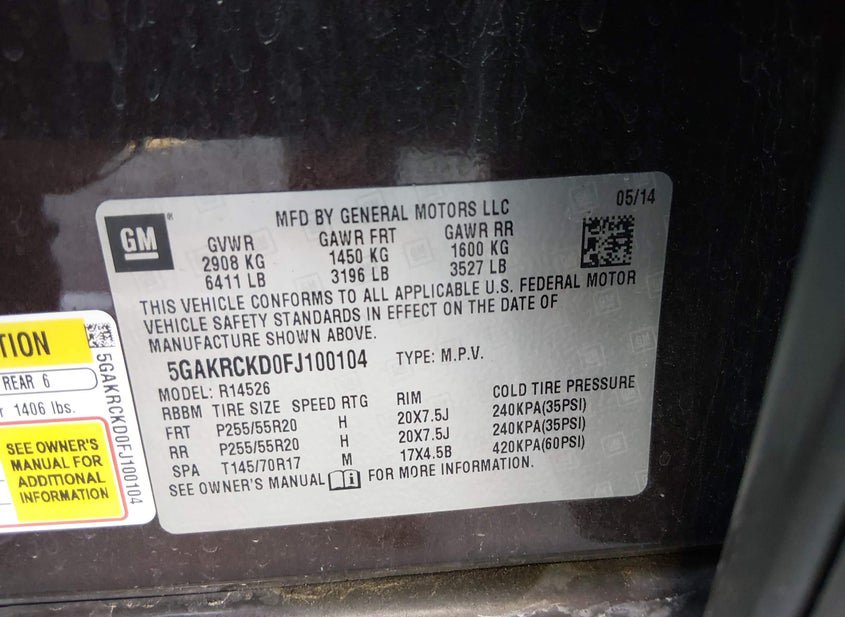 GM
MFD BY GENERAL MOTORS LLC
05/14
GVWR GAWR FRT GAWR RR
2908 KG 1450 KG 1600 KG
6411 LB 3196 LB 3527 LB
THIS VEHICLE CONFORMS TO ALL APPLICABLE U.S. FEDERAL MOTOR
VEHICLE SAFETY STANDARDS IN EFFECT ON THE DATE OF
MANUFACTURE SHOWN ABOVE.
5GAKRCKD0FJ100104 TYPE: M.P.V.
MODEL: R14526
RBBM TIRE SIZE SPEED RTG RIM COLD TIRE PRESSURE
FRT P255/55R20 H 20X7.5J 240KPA(35PSI)
RR P255/55R20 H 20X7.5J 240KPA(35PSI)
SPA T145/70R17 M 17X4.5B 420KPA(60PSI)
SEE OWNER'S MANUAL FOR MORE INFORMATION.
REAR 6
1406 lbs.
SEE OWNER'S
MANUAL FOR
ADDITIONAL
INFORMATION
5GAKRCKD0FJ100104